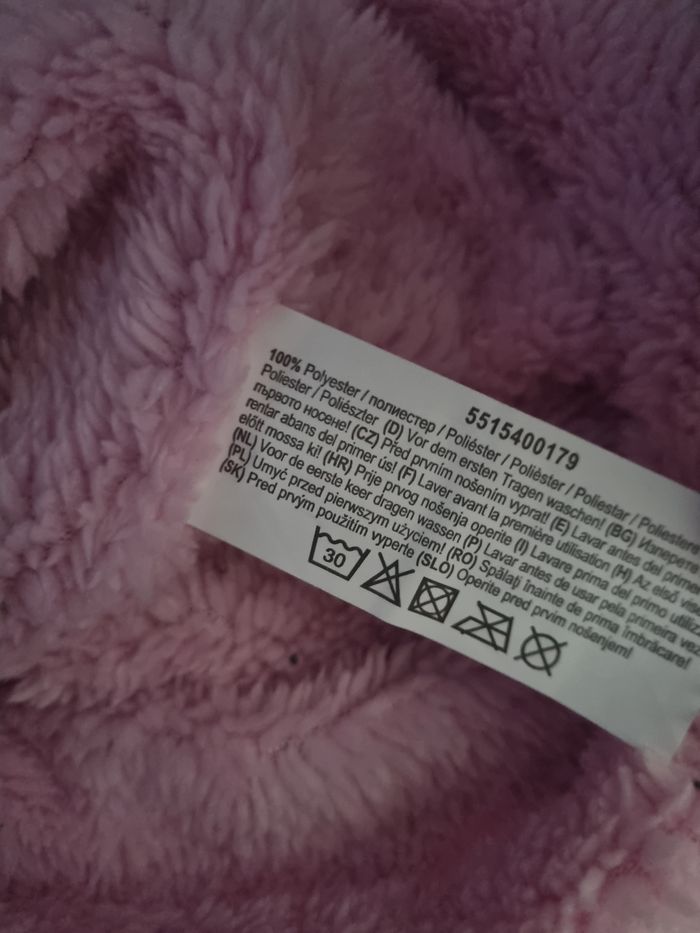 5515400179
100% Polyester / полиестер / Poliéster / Poliéster / Poliestar / Poliestere
Poliester / Poliészter (D) Vor dem ersten Tragen waschen! (BG) Изперете
първото носене! (CZ) Před prvním nošením vyprat! (E) Lavar antes del primer
rentar abans del primer ús! (F) Laver avant la première utilisation (H) Az első
előtt mossa ki! (HR) Prije prvog nošenja operite (I) Lavare prima del primo utiliz
(NL) Voor de eerste keer dragen wassen (P) Lavar antes de usar pela primeira vez
(PL) Umyć przed pierwszym użyciem! (RO) Spălați înainte de prima îmbrăcare!
(SK) Pred prvým použitím vyperte (SLO) Operite pred prvim nošenjem!
30